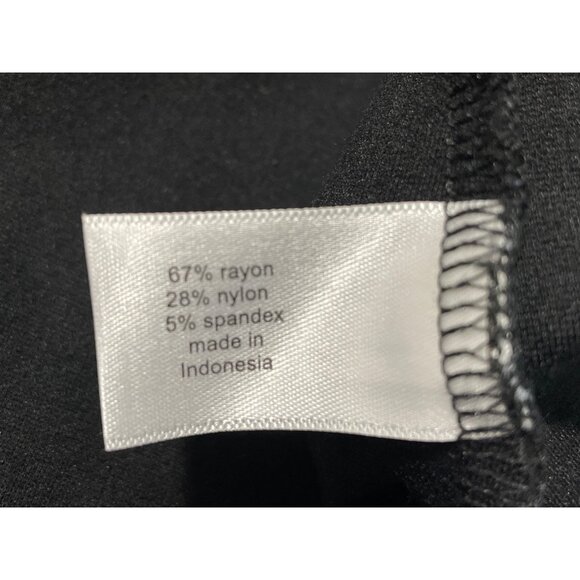 67% rayon
28% nylon
5% spandex
made in
Indonesia